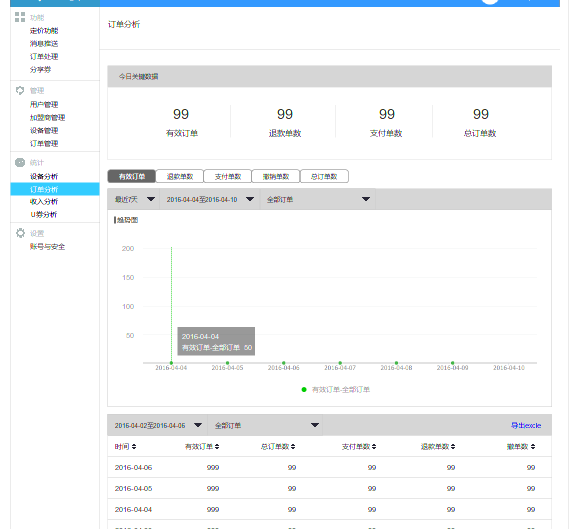 功能
定价功能
消息推送
订单处理
分享券
管理
用户管理
加盟商管理
设备管理
订单管理
统计
设备分析
订单分析
收入分析
U券分析
设置
账号与安全
订单分析
今日关键数据
99 99 99 99
有效订单 退款单数 支付单数 总订单数
有效订单 退款单数 支付单数 撤销单数 总订单数
最近7天 2016-04-04至2016-04-10 全部订单
趋势图
200
150
100
50
2016-04-04
有效订单-全部订单 50
2016-04-04 2016-04-05 2016-04-06 2016-04-07 2016-04-08 2016-04-09 2016-04-10
有效订单-全部订单
2016-04-02至2016-04-06 全部订单 导出excle
时间 有效订单 总订单数 支付单数 退款单数 撤单数
2016-04-06 999 99 99 99 99
2016-04-05 999 99 99 99 99
2016-04-04 999 99 99 99 99